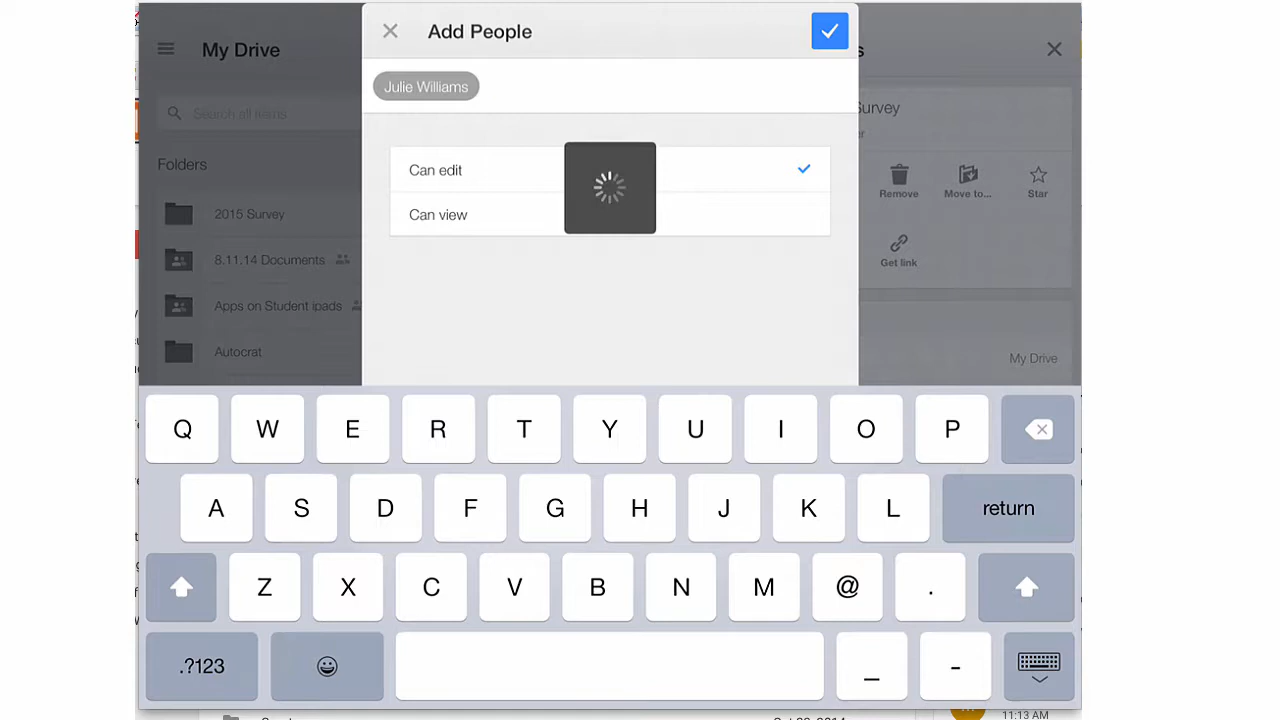 My Drive
Add People
s
Julie Williams
Survey
Search all items
er
Folders
Can edit
Remove
Move to...
Star
Can view
2015 Survey
8.11.14 Documents
Get link
Apps on Student ipads
Autocrat
My Drive
Q W E R T Y U I O P
A S D F G H J K L return
Z X C V B N M @ .
.?123 _ -
11:13 AM